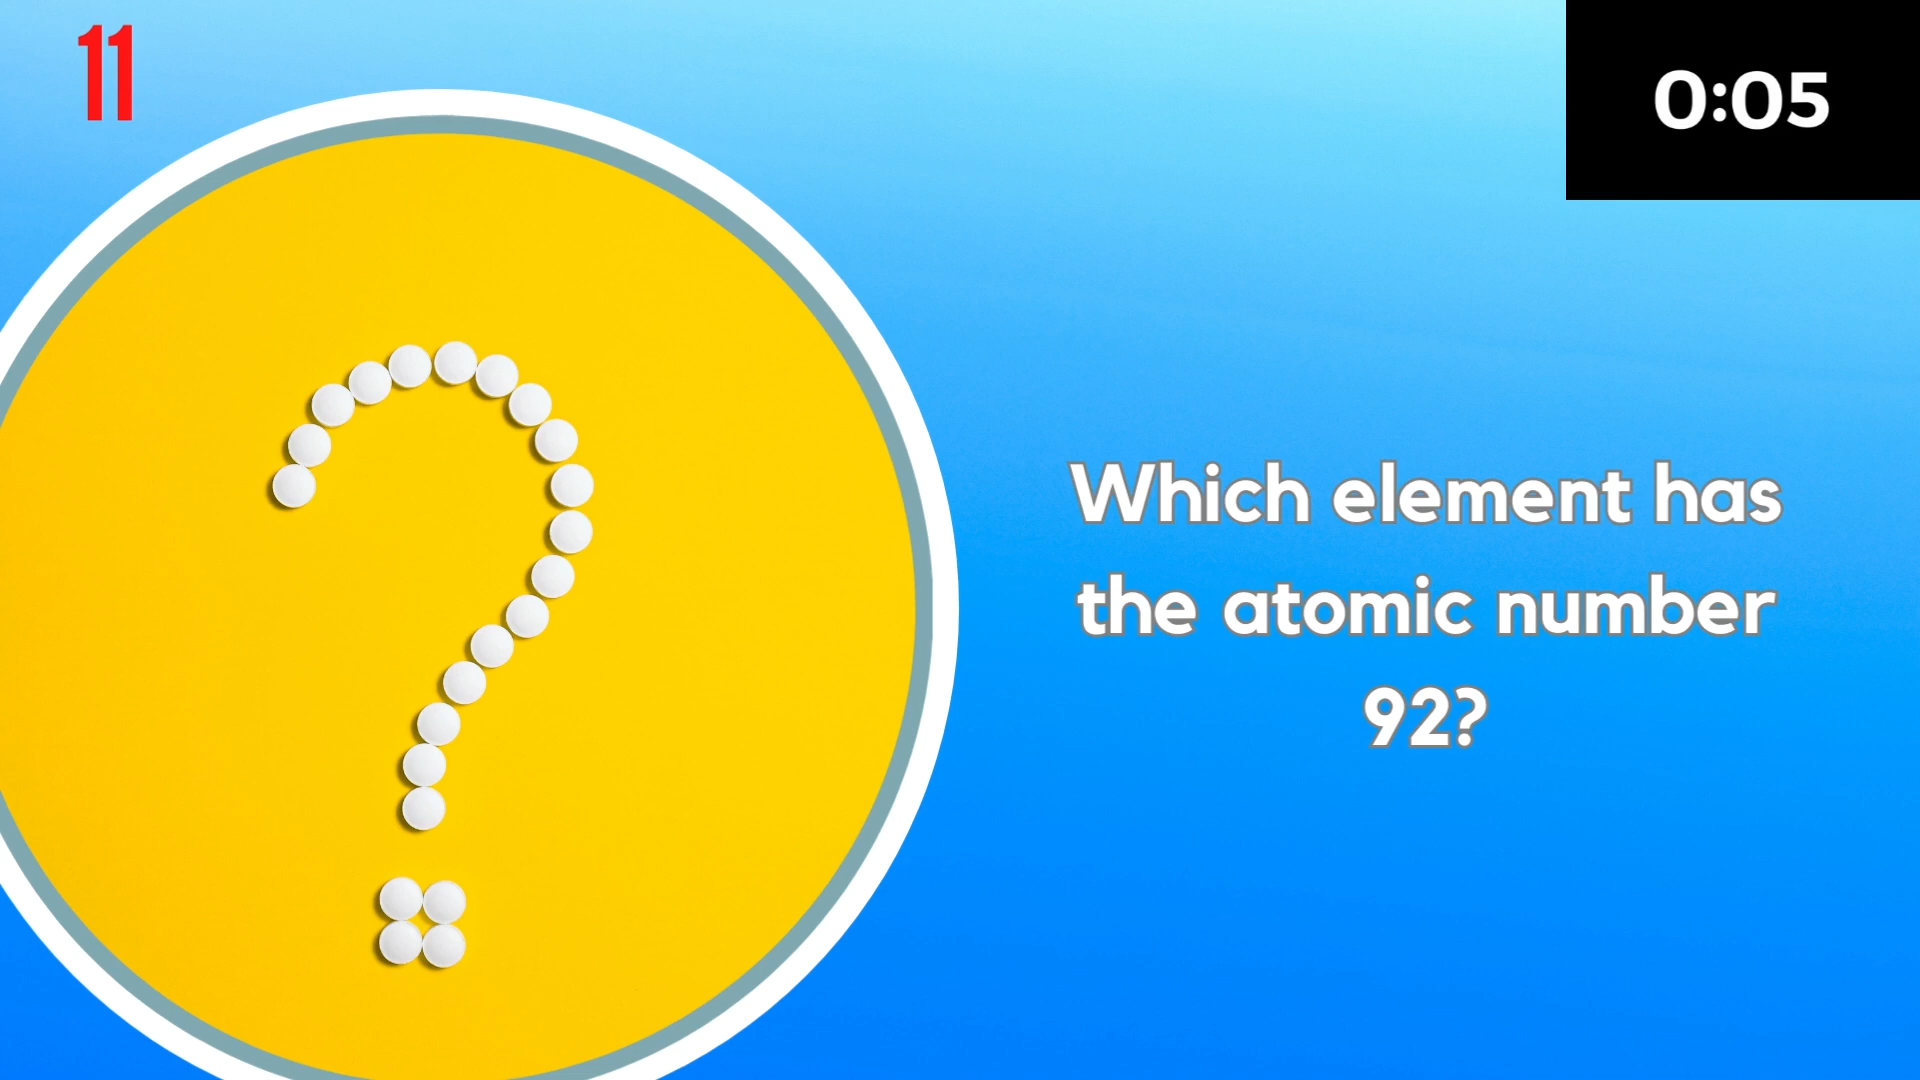 11
0:05
Which element has
the atomic number
92?